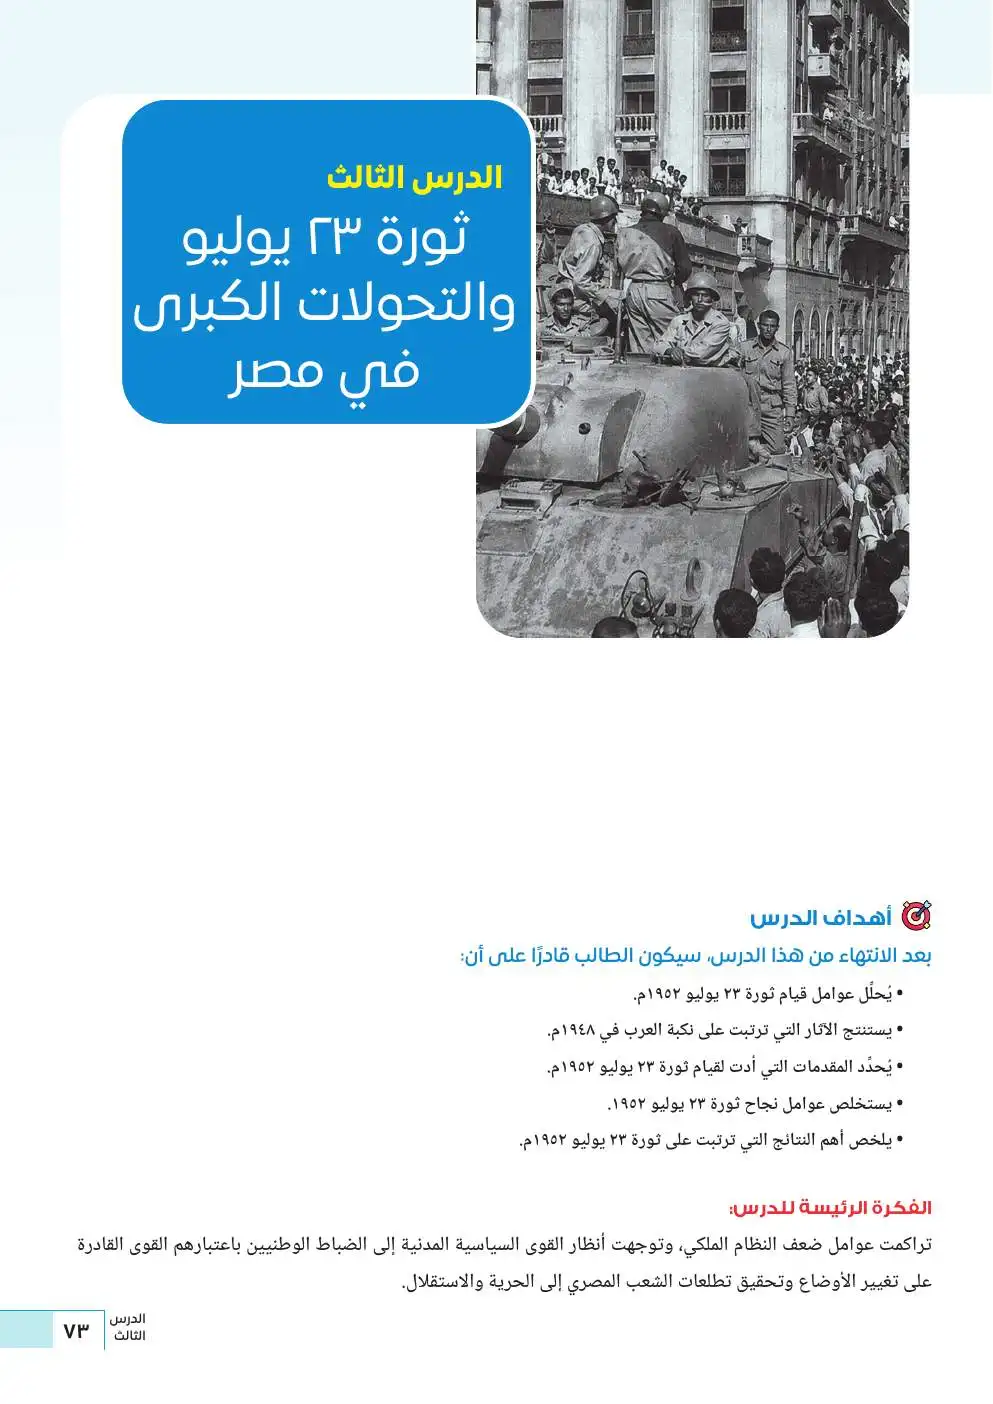 الدرس الثالث
ثورة ٢٣ يوليو
والتحولات الكبرى
في مصر
أهداف الدرس
بعد الانتهاء من هذا الدرس، سيكون الطالب قادرًا على أن:
• يُحلِّل عوامل قيام ثورة ٢٣ يوليو ١٩٥٢م.
• يستنتج الآثار التي ترتبت على نكبة العرب في ١٩٤٨م.
• يُحدِّد المقدمات التي أدت لقيام ثورة ٢٣ يوليو ١٩٥٢م.
• يستخلص عوامل نجاح ثورة ٢٣ يوليو ١٩٥٢.
• يلخص أهم النتائج التي ترتبت على ثورة ٢٣ يوليو ١٩٥٢م.
الفكرة الرئيسة للدرس:
تراكمت عوامل ضعف النظام الملكي، وتوجهت أنظار القوى السياسية المدنية إلى الضباط الوطنيين باعتبارهم القوى القادرة
على تغيير الأوضاع وتحقيق تطلعات الشعب المصري إلى الحرية والاستقلال.
الدرس
الثالث
٧٣